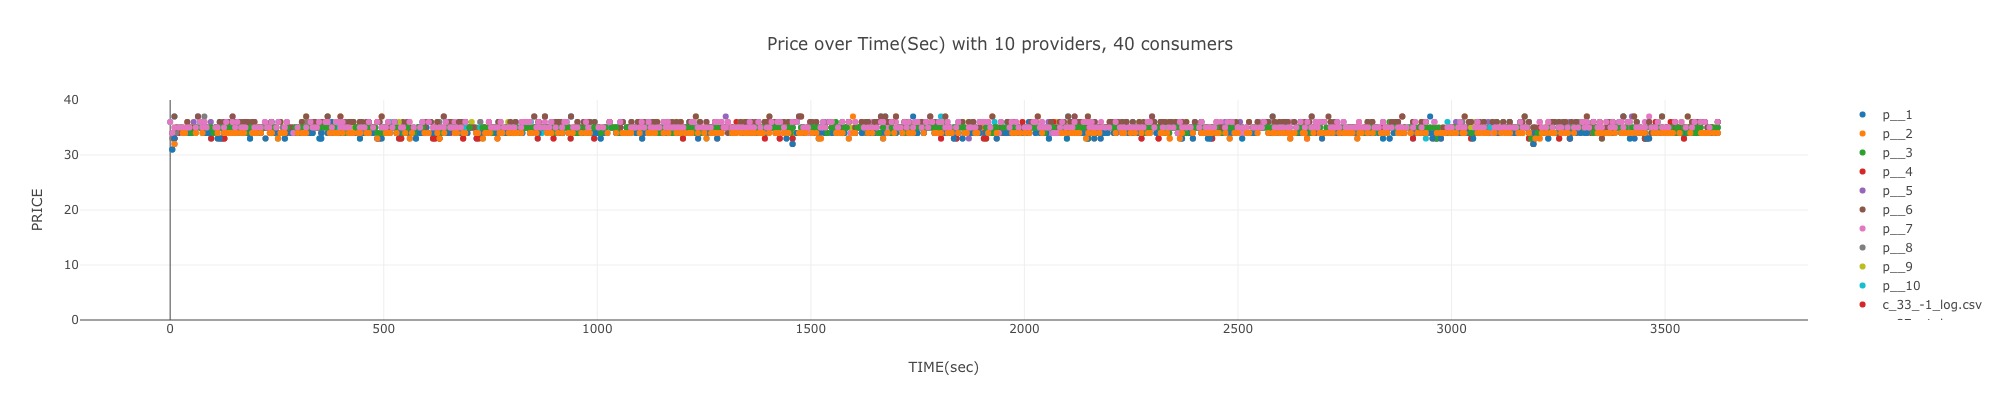 Price over Time(Sec) with 10 providers, 40 consumers
40
30
20
10
0
PRICE
0 500 1000 1500 2000 2500 3000 3500
TIME(sec)
p__1
p__2
p__3
p__4
p__5
p__6
p__7
p__8
p__9
p__10
c_33_-1_log.csv